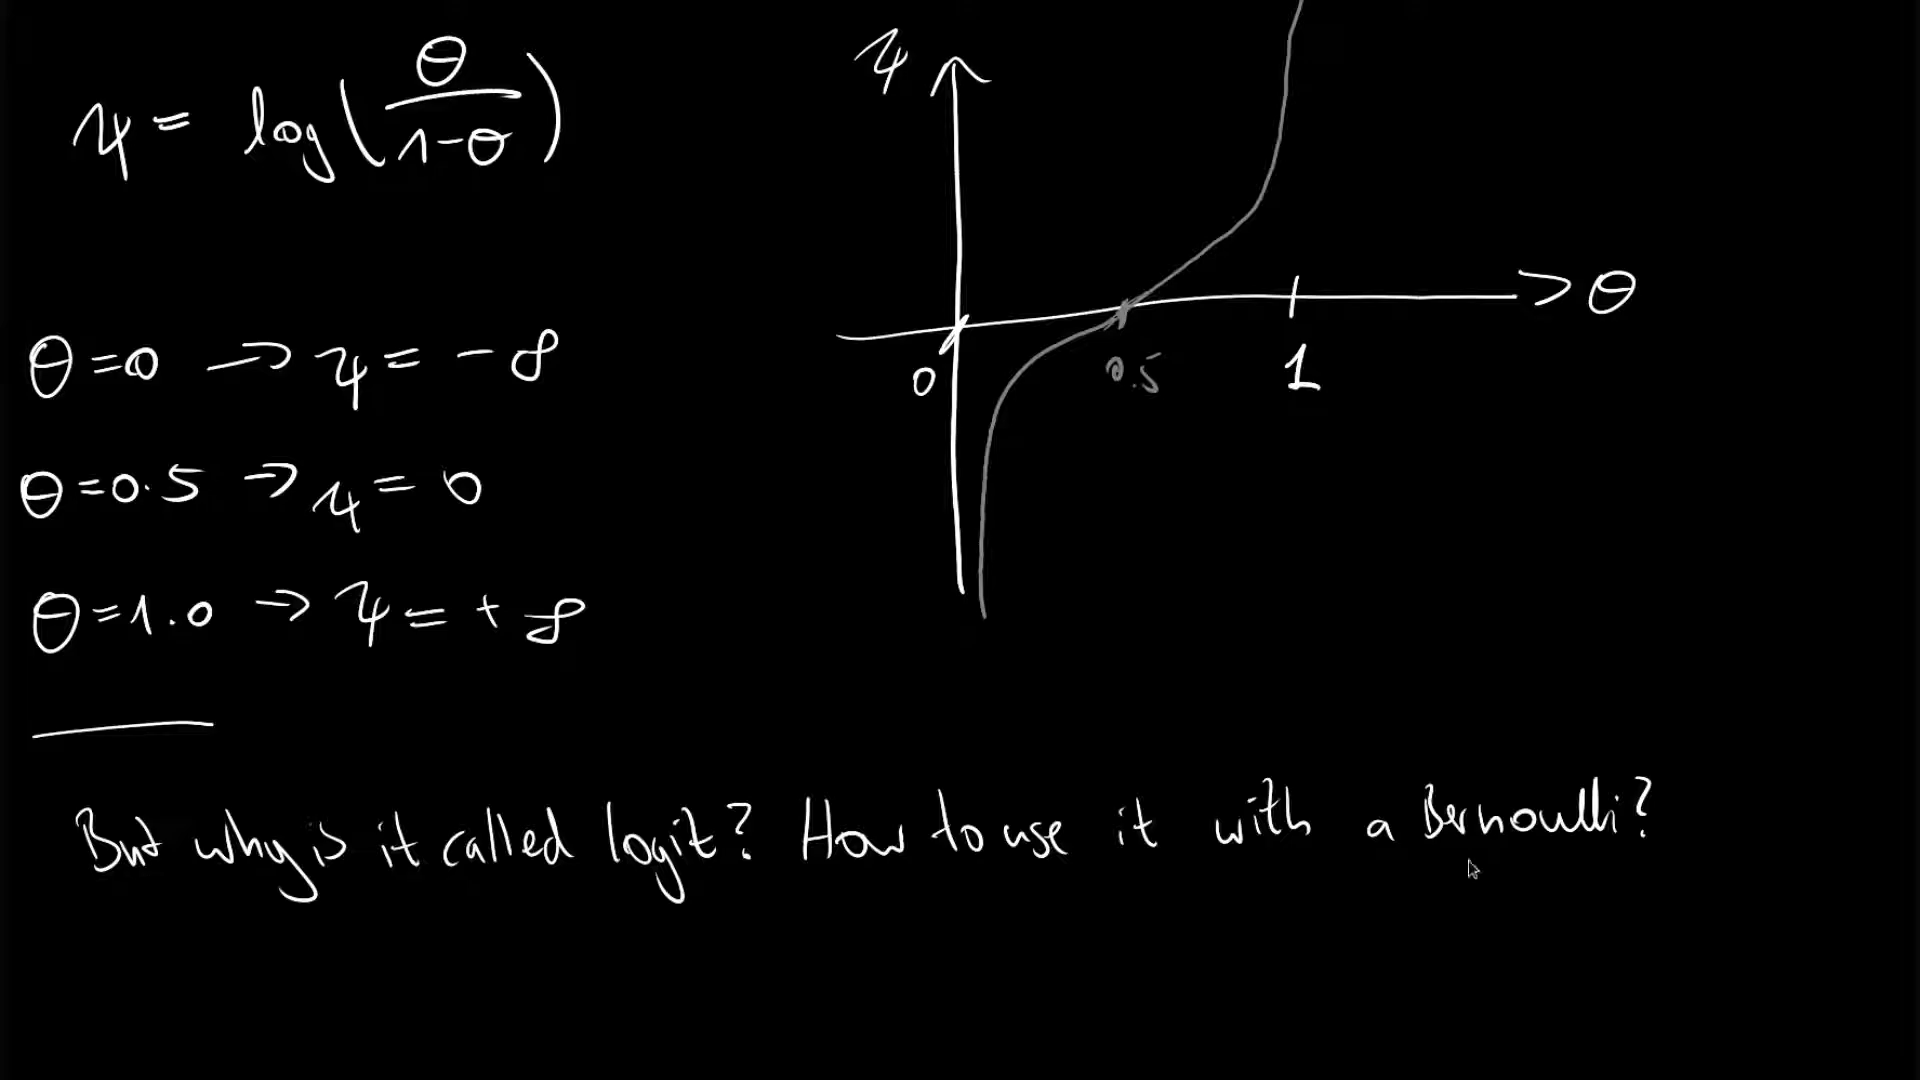 ψ = log(θ/(1-θ))
ψ
θ
0
0.5
1
θ=0 -> ψ = -∞
θ=0.5 -> ψ = 0
θ=1.0 -> ψ = +∞
But why is it called logit? How to use it with a Bernoulli?